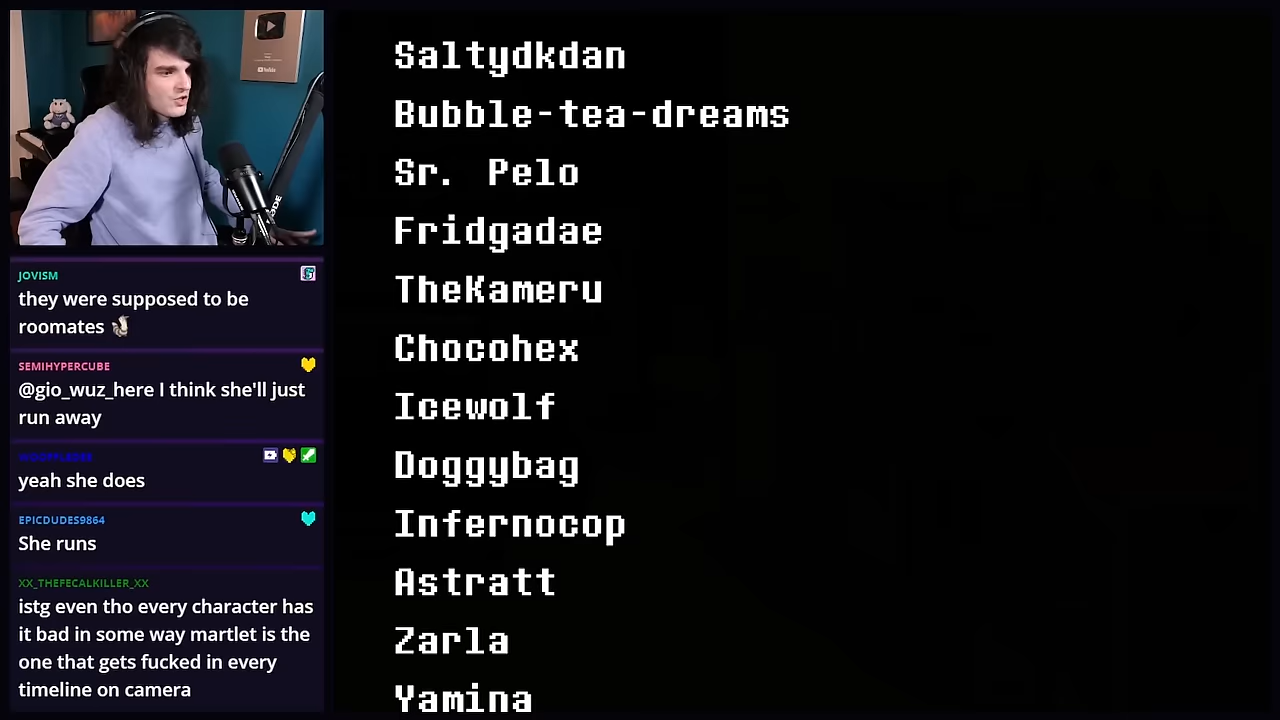 JOVISM
they were supposed to be
roomates
SEMIHYPERCUBE
@gio_wuz_here I think she'll just
run away
yeah she does
EPICDUDES9864
She runs
XX_THEFECALKILLER_XX
istg even tho every character has
it bad in some way martlet is the
one that gets fucked in every
timeline on camera
Saltydkdan
Bubble-tea-dreams
Sr. Pelo
Fridgadae
TheKameru
Chocohex
Icewolf
Doggybag
Infernocop
Astratt
Zarla
Yamina